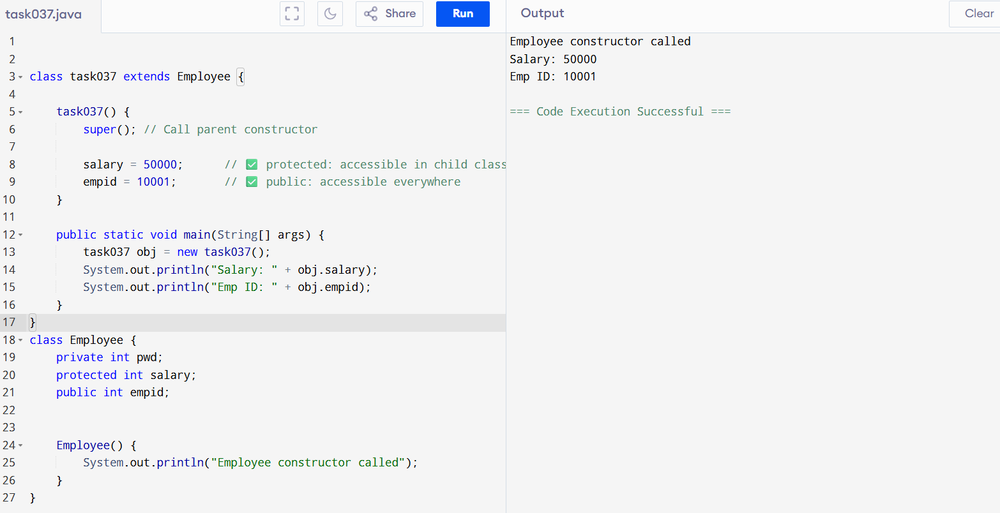 task037.java
Share
Run
Output
Clear
1
2
3 class task037 extends Employee {
4
5     task037() {
6         super(); // Call parent constructor
7
8         salary = 50000;      // ✅ protected: accessible in child class
9         empid = 10001;       // ✅ public: accessible everywhere
10     }
11
12     public static void main(String[] args) {
13         task037 obj = new task037();
14         System.out.println("Salary: " + obj.salary);
15         System.out.println("Emp ID: " + obj.empid);
16     }
17 }
18 class Employee {
19     private int pwd;
20     protected int salary;
21     public int empid;
22
23
24     Employee() {
25         System.out.println("Employee constructor called");
26     }
27 }
Employee constructor called
Salary: 50000
Emp ID: 10001
=== Code Execution Successful ===